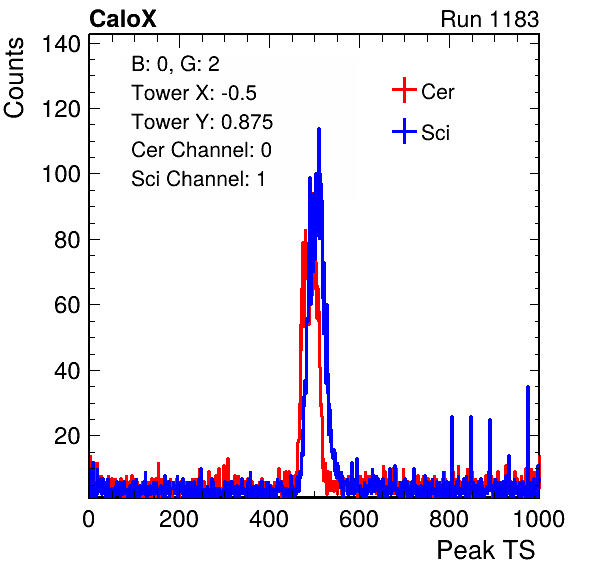 CaloX Run 1183
Counts
140
120
100
80
60
40
20
B: 0, G: 2
Tower X: -0.5
Tower Y: 0.875
Cer Channel: 0
Sci Channel: 1
Cer
Sci
0 200 400 600 800 1000
Peak TS